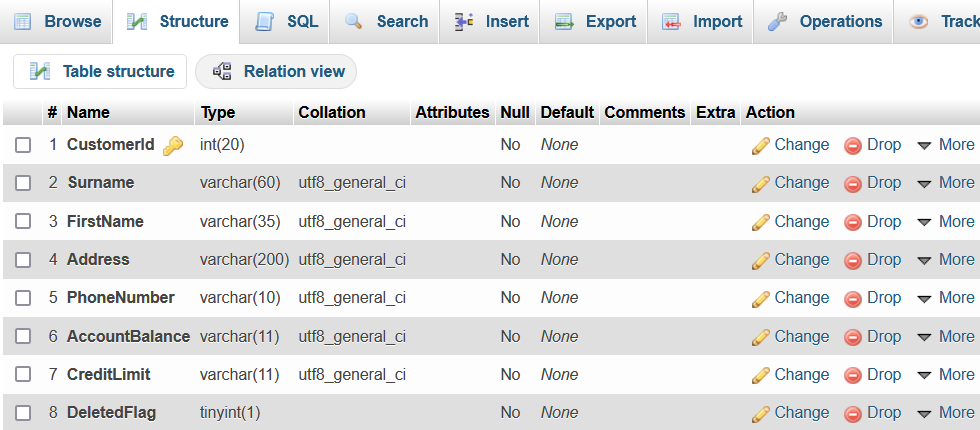 Browse Structure SQL Search Insert Export Import Operations Track
Table structure Relation view
# Name Type Collation Attributes Null Default Comments Extra Action
1 CustomerId int(20) No None Change Drop More
2 Surname varchar(60) utf8_general_ci No None Change Drop More
3 FirstName varchar(35) utf8_general_ci No None Change Drop More
4 Address varchar(200) utf8_general_ci No None Change Drop More
5 PhoneNumber varchar(10) utf8_general_ci No None Change Drop More
6 AccountBalance varchar(11) utf8_general_ci No None Change Drop More
7 CreditLimit varchar(11) utf8_general_ci No None Change Drop More
8 DeletedFlag tinyint(1) No None Change Drop More